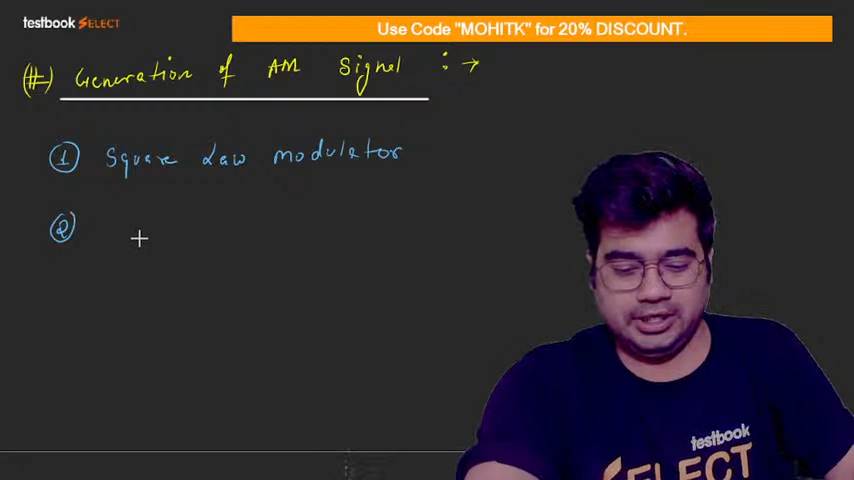 testbook SELECT
Use Code "MOHITK" for 20% DISCOUNT.
(#) Generation of AM Signal :→
① Square Law modulator
②
testbook
SELECT